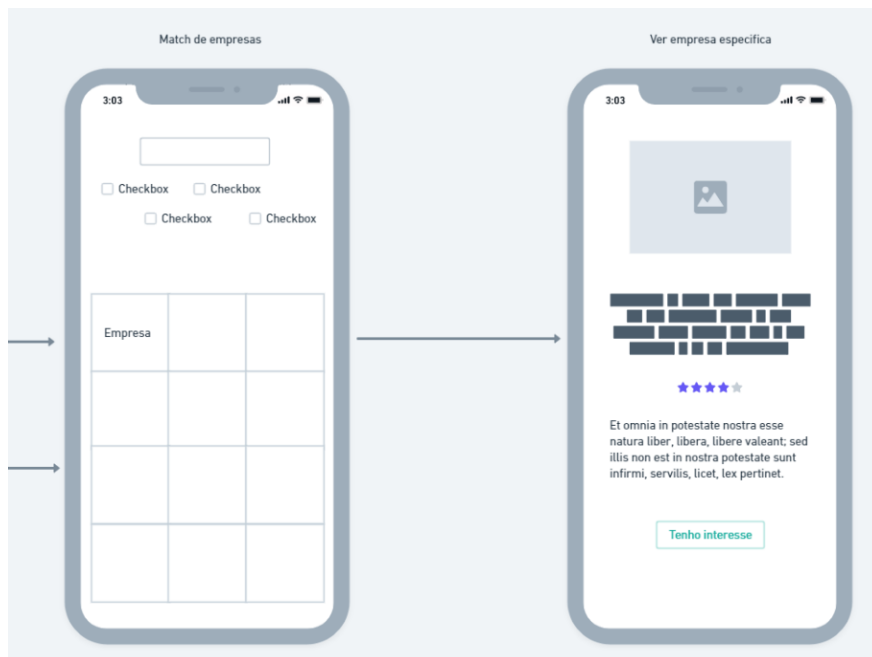 Match de empresas
3:03
Checkbox
Checkbox
Checkbox
Checkbox
Empresa
Ver empresa especifica
3:03
Et omnia in potestate nostra esse
natura liber, libera, libere valeant; sed
illis non est in nostra potestate sunt
infirmi, servilis, licet, lex pertinet.
Tenho interesse